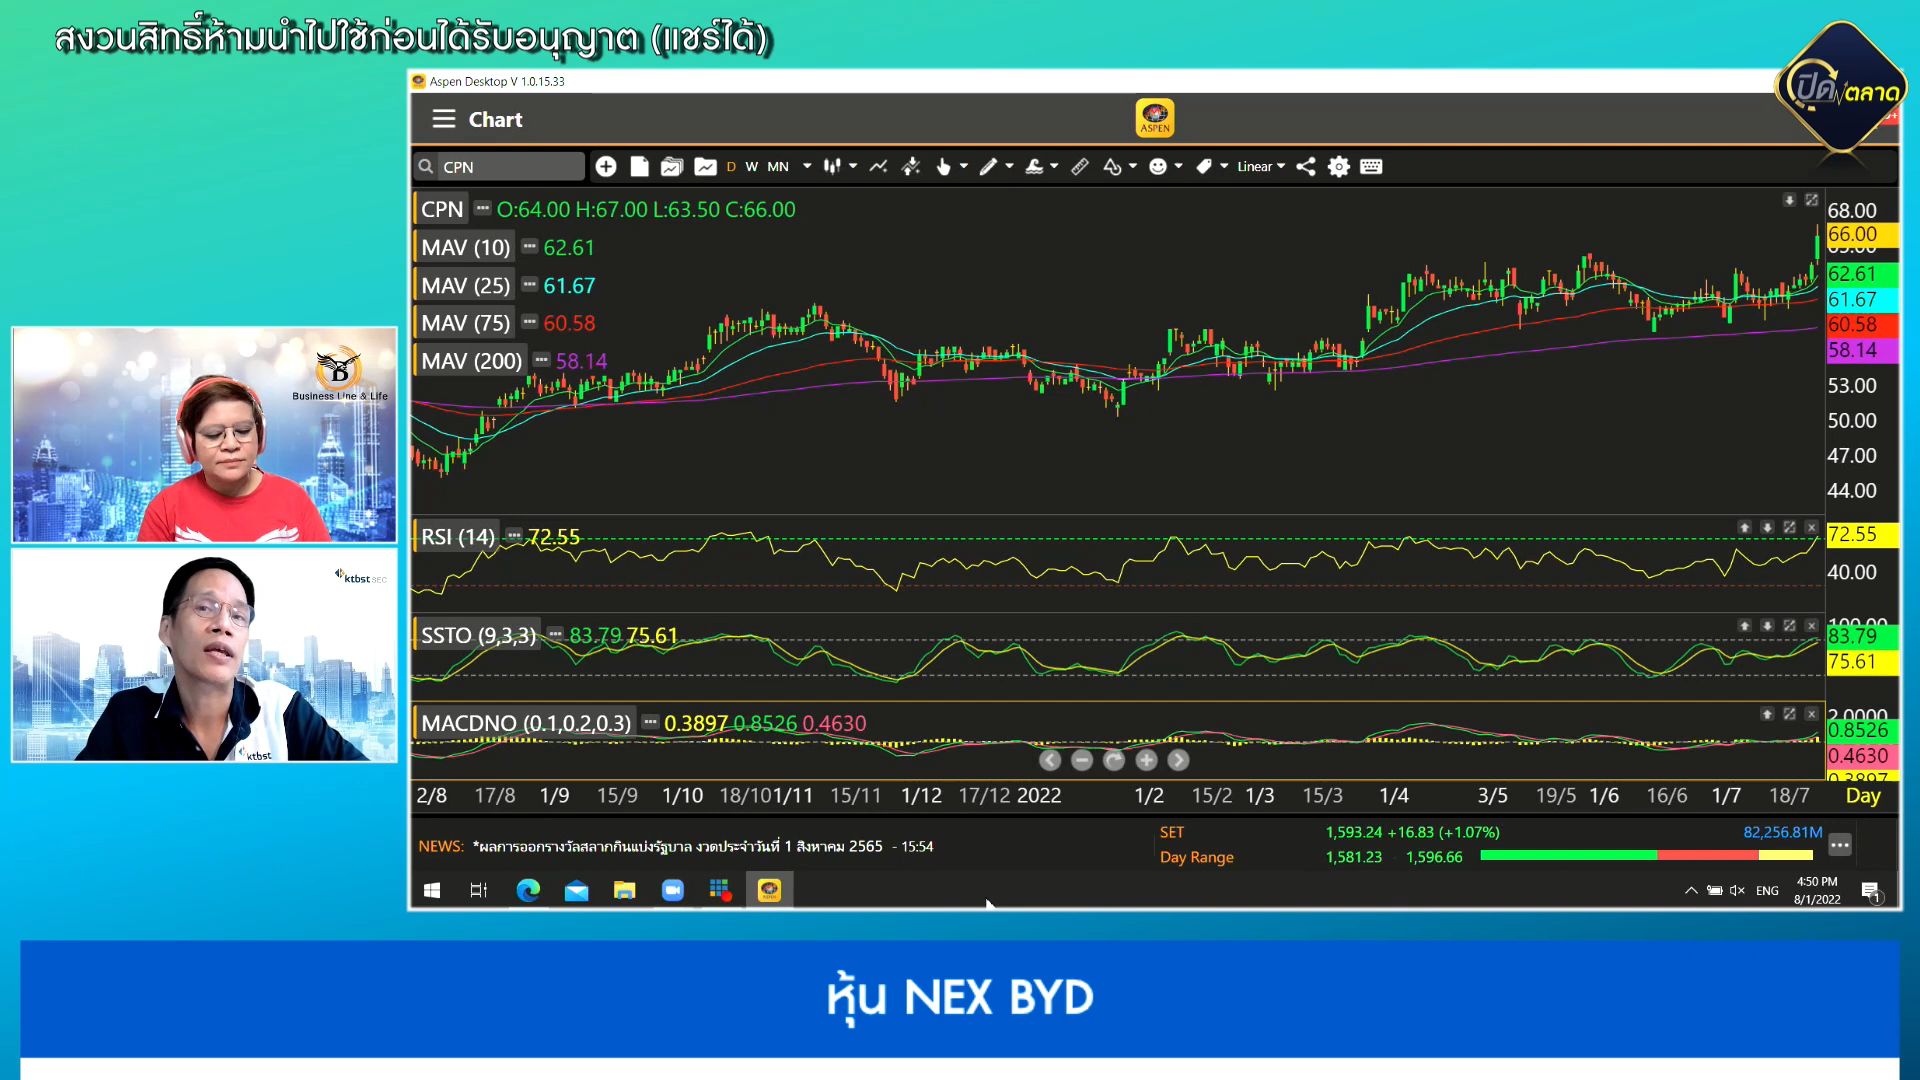 สงวนสิทธิ์ห้ามนำไปใช้ก่อนได้รับอนุญาต (แชร์ได้)
ปิดตลาด
Aspen Desktop V 1.0.15.33
Chart
ASPEN
CPN
D W MN
Linear
CPN O:64.00 H:67.00 L:63.50 C:66.00
MAV (10) 62.61
MAV (25) 61.67
MAV (75) 60.58
MAV (200) 58.14
68.00
66.00
62.61
61.67
60.58
58.14
53.00
50.00
47.00
44.00
Business Line & Life
RSI (14) 72.55
72.55
40.00
ktbst SEC
SSTO (9,3,3) 83.79 75.61
83.79
75.61
MACDNO (0.1,0.2,0.3) 0.3897 0.8526 0.4630
2.0000
0.8526
0.4630
0.3897
ktbst
2/8 17/8 1/9 15/9 1/10 18/10 1/11 15/11 1/12 17/12 2022 1/2 15/2 1/3 15/3 1/4 3/5 19/5 1/6 16/6 1/7 18/7 Day
NEWS: *ผลการออกรางวัลสลากกินแบ่งรัฐบาล งวดประจำวันที่ 1 สิงหาคม 2565 - 15:54
SET 1,593.24 +16.83 (+1.07%) 82,256.81M
Day Range 1,581.23 - 1,596.66
ENG
4:50 PM
8/1/2022
1
หุ้น NEX BYD